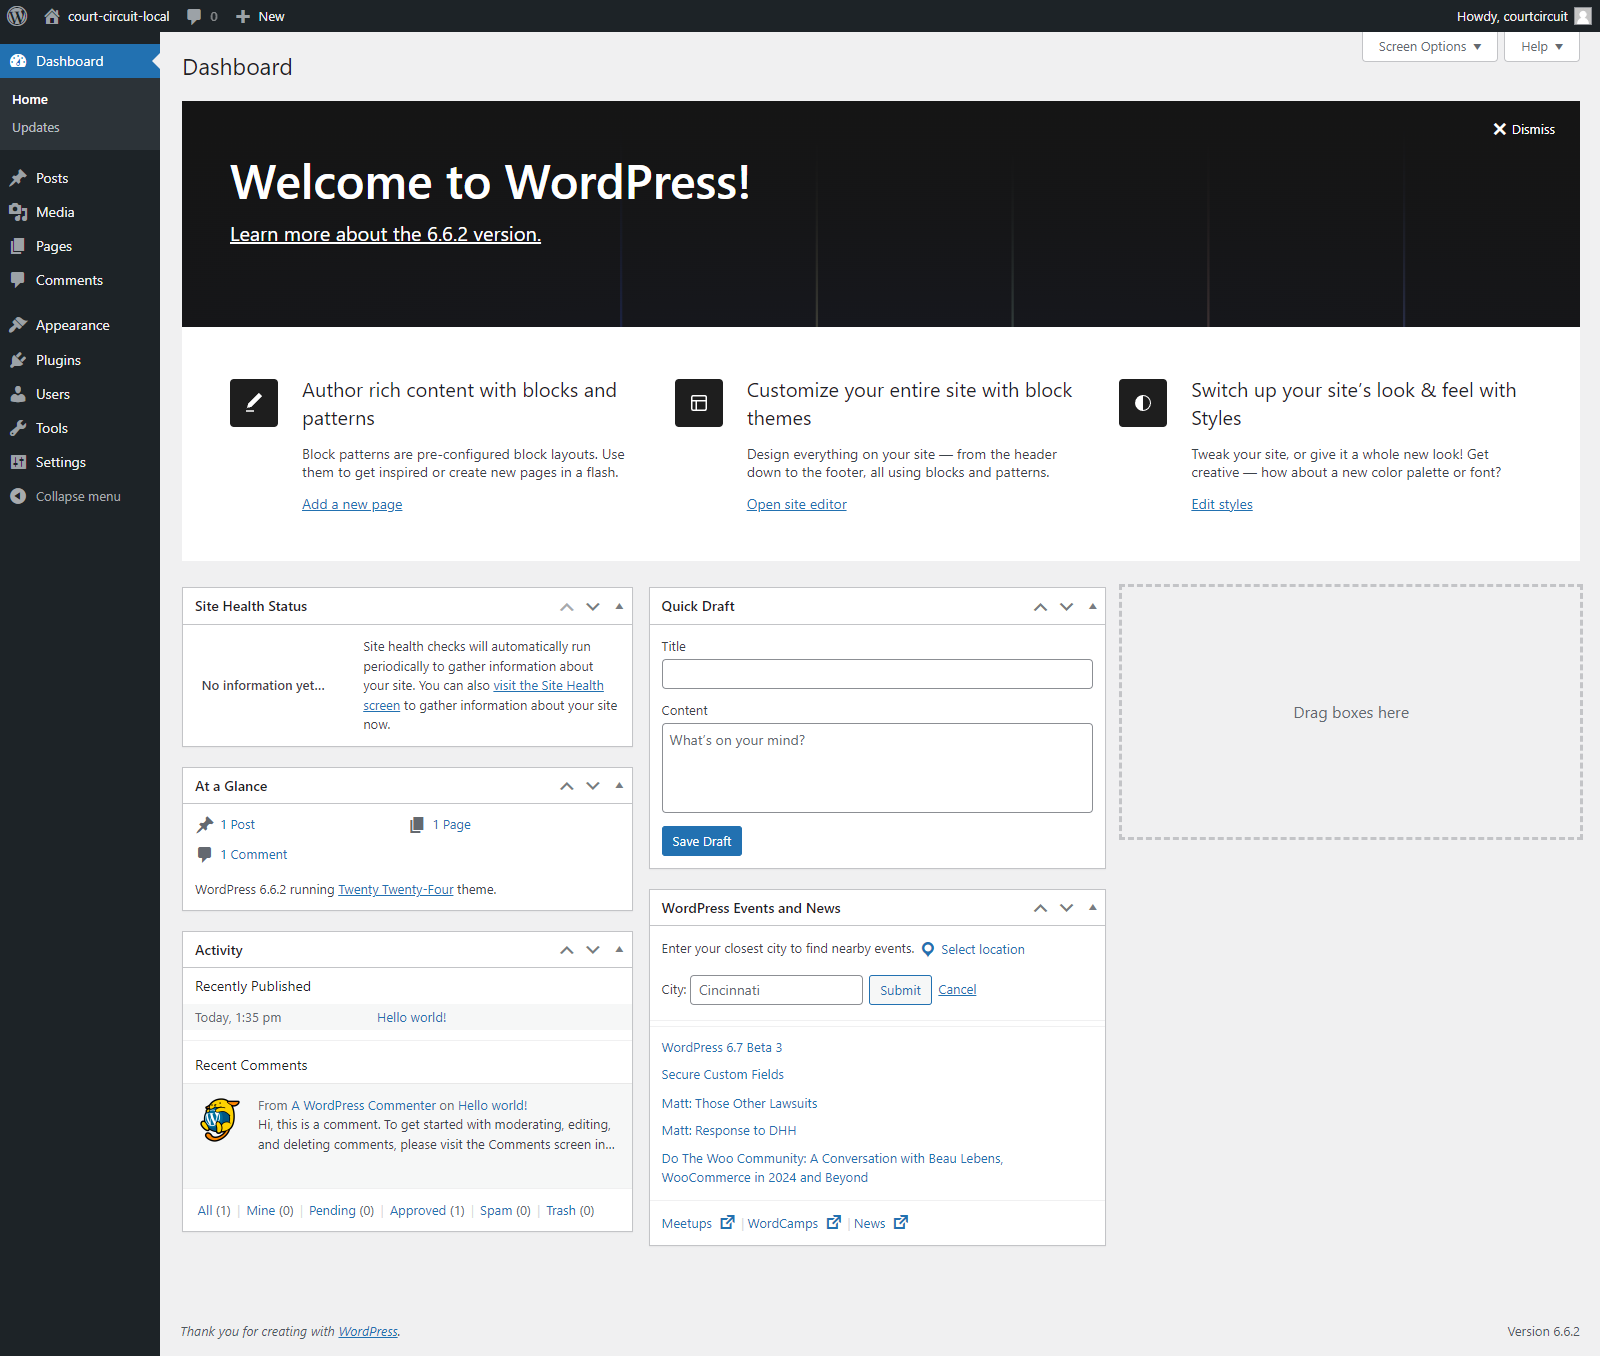 court-circuit-local 0 New Howdy, courtcircuit
Dashboard
Home
Updates
Posts
Media
Pages
Comments
Appearance
Plugins
Users
Tools
Settings
Collapse menu
Screen Options
Help
Dashboard
Dismiss
Welcome to WordPress!
Learn more about the 6.6.2 version.
Author rich content with blocks and
patterns
Block patterns are pre-configured block layouts. Use
them to get inspired or create new pages in a flash.
Add a new page
Customize your entire site with block
themes
Design everything on your site — from the header
down to the footer, all using blocks and patterns.
Open site editor
Switch up your site’s look & feel with
Styles
Tweak your site, or give it a whole new look! Get
creative — how about a new color palette or font?
Edit styles
Site Health Status
No information yet...
Site health checks will automatically run
periodically to gather information about
your site. You can also visit the Site Health
screen to gather information about your site
now.
At a Glance
1 Post
1 Page
1 Comment
WordPress 6.6.2 running Twenty Twenty-Four theme.
Activity
Recently Published
Today, 1:35 pm Hello world!
Recent Comments
From A WordPress Commenter on Hello world!
Hi, this is a comment. To get started with moderating, editing,
and deleting comments, please visit the Comments screen in...
All (1) | Mine (0) | Pending (0) | Approved (1) | Spam (0) | Trash (0)
Quick Draft
Title
Content
What’s on your mind?
Save Draft
WordPress Events and News
Enter your closest city to find nearby events. Select location
City: Cincinnati Submit Cancel
WordPress 6.7 Beta 3
Secure Custom Fields
Matt: Those Other Lawsuits
Matt: Response to DHH
Do The Woo Community: A Conversation with Beau Lebens,
WooCommerce in 2024 and Beyond
Meetups | WordCamps | News
Drag boxes here
Thank you for creating with WordPress.
Version 6.6.2